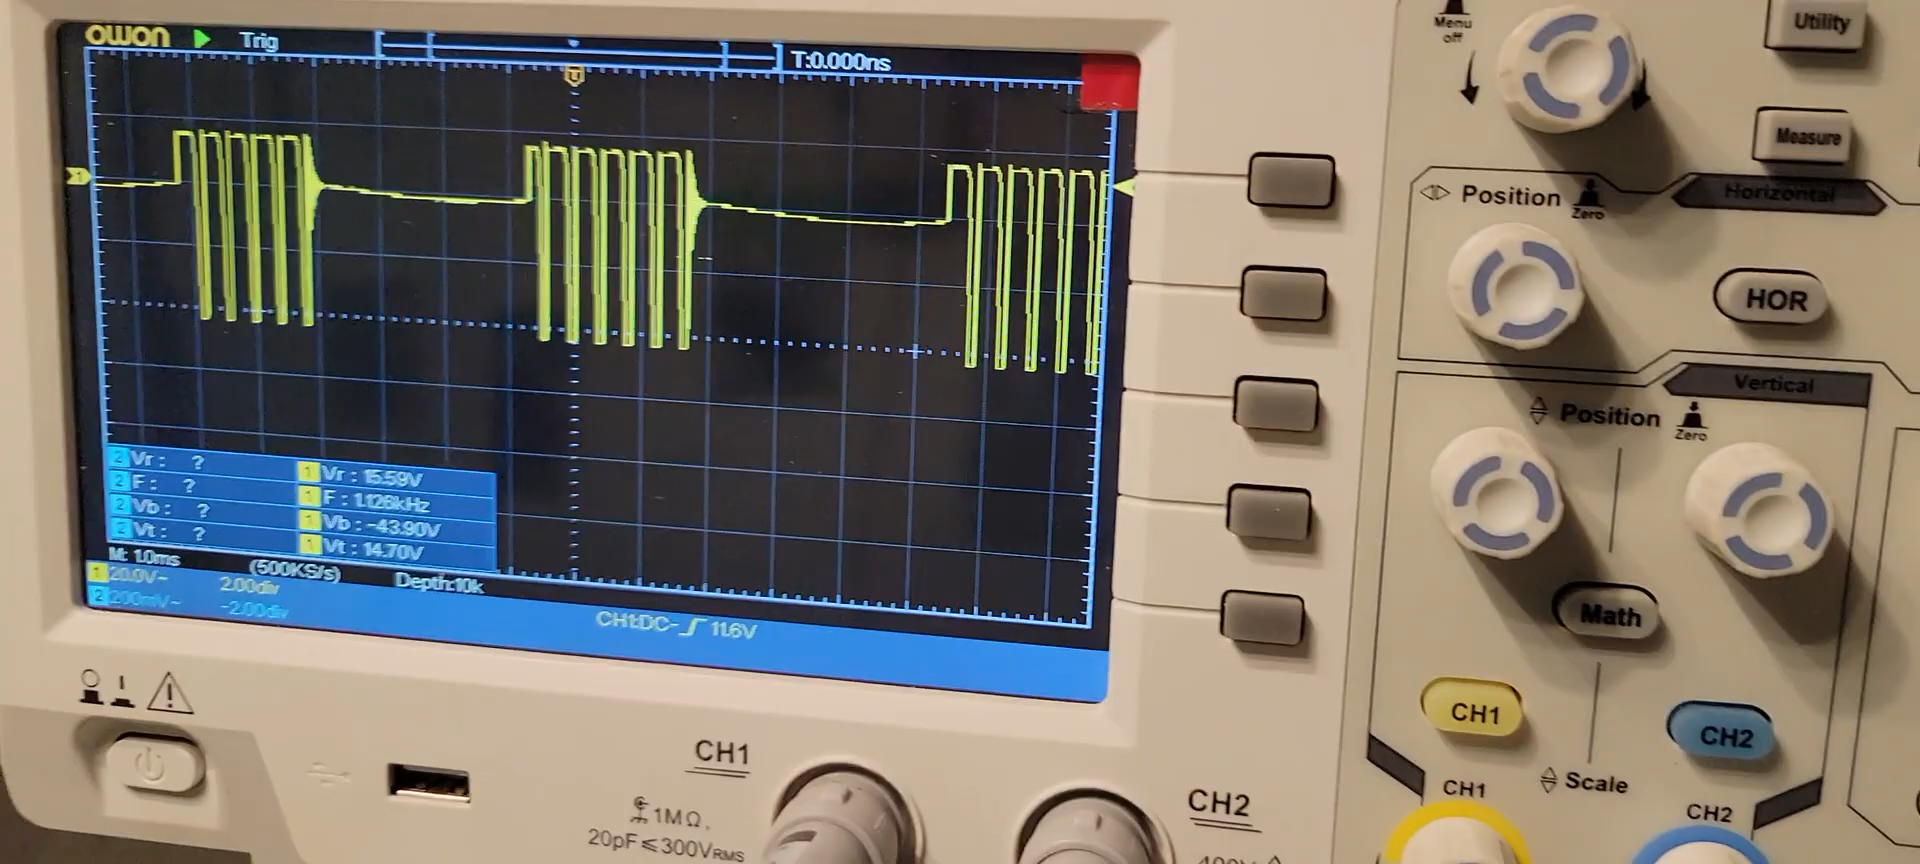 owon Trig T:0.000ns
T
1
2 Vr : ? 1 Vr : 15.59V
2 F : ? 1 F : 1.126kHz
2 Vb : ? 1 Vb : -43.90V
2 Vt : ? 1 Vt : 14.70V
M: 1.0ms (500KS/s) Depth:10k
1 20.0V~ 2.00div
2 200mV~ -2.00div
CH1:DC- 11.6V
Menu
off
Utility
Measure
Horizontal
Position
Zero
HOR
Vertical
Position
Zero
Math
CH1
CH2
Scale
CH1
CH2
CH1
1MΩ,
20pF≤300VRMS
CH2